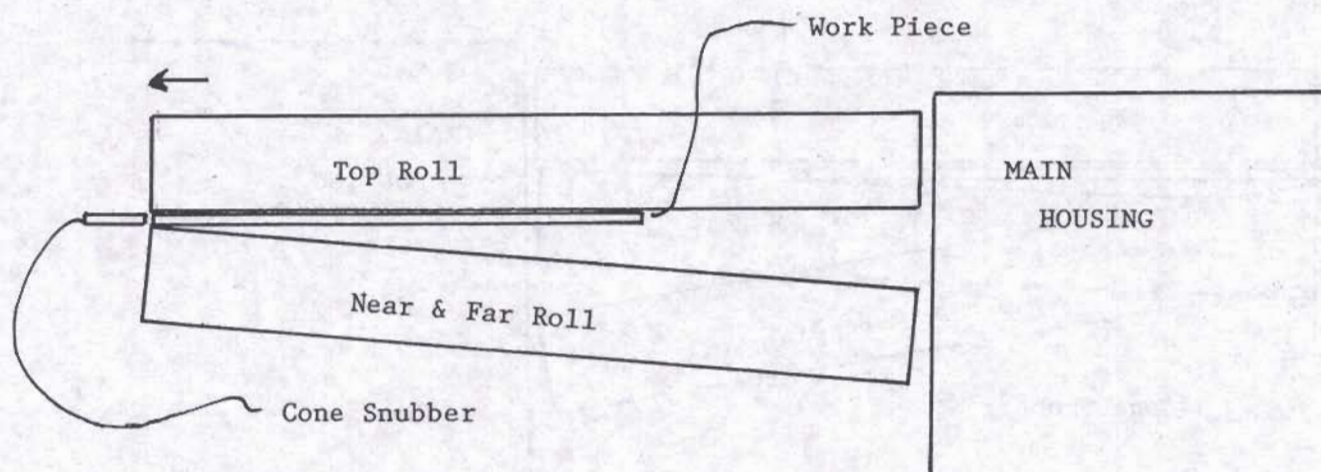 Work Piece
Top Roll
MAIN
HOUSING
Near & Far Roll
Cone Snubber